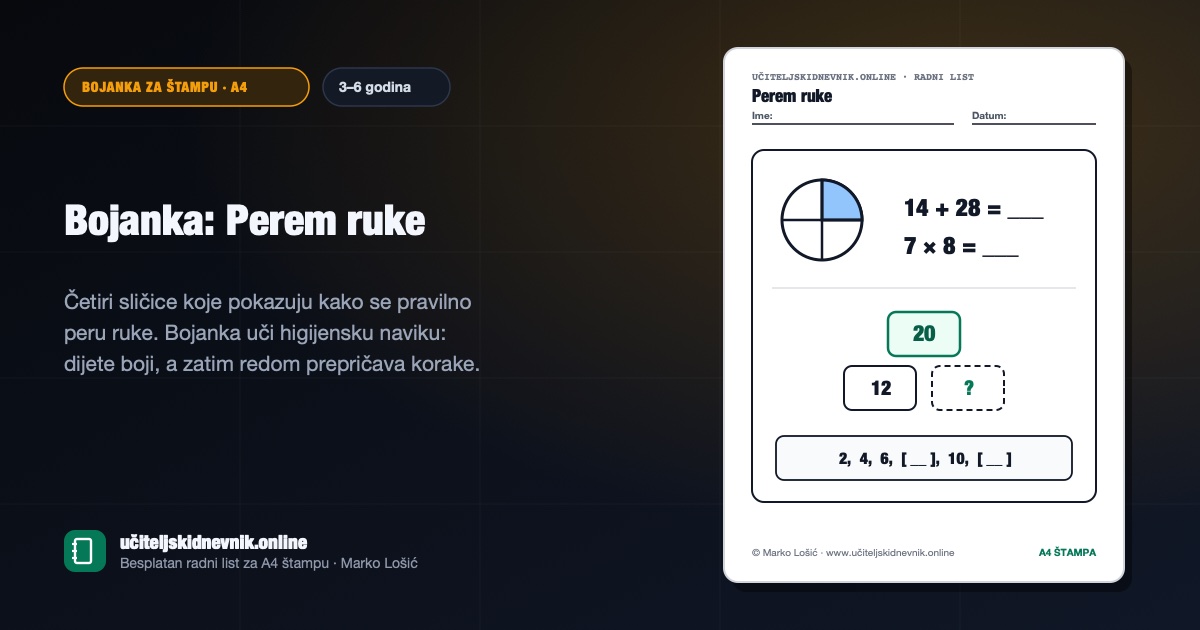 BOJANKA ZA ŠTAMPU · A4
3–6 godina
Bojanka: Perem ruke
Četiri sličice koje pokazuju kako se pravilno
peru ruke. Bojanka uči higijensku naviku:
dijete boji, a zatim redom prepričava korake.
učiteljskidnevnik.online
Besplatan radni list za A4 štampu · Marko Lošić
UČITELJSKIDNEVNIK.ONLINE · RADNI LIST
Perem ruke
Ime:
Datum:
14 + 28 = ___
7 × 8 = ___
20
12
?
2, 4, 6, [ __ ], 10, [ __ ]
© Marko Lošić · www.učiteljskidnevnik.online
A4 ŠTAMPA